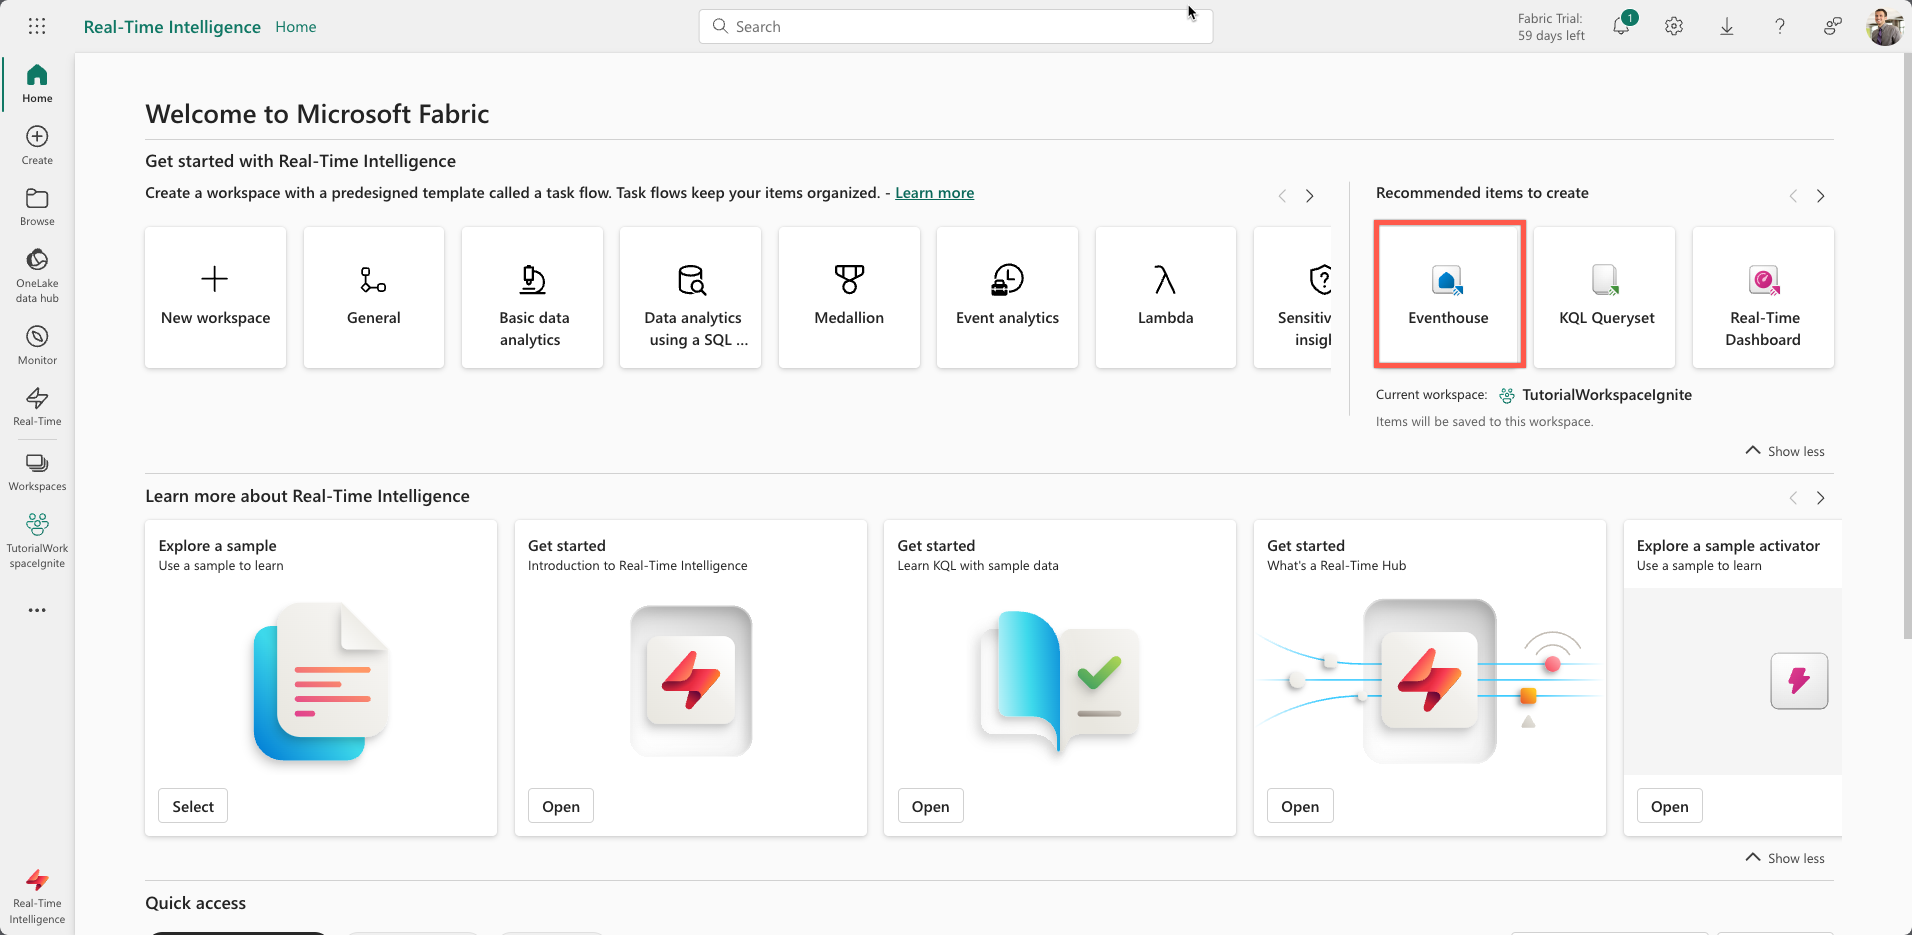 Real-Time Intelligence Home
Search
Fabric Trial:
59 days left
1
Home
Create
Browse
OneLake
data hub
Monitor
Real-Time
Workspaces
TutorialWork
spaceIgnite
Real-Time
Intelligence
Welcome to Microsoft Fabric
Get started with Real-Time Intelligence
Create a workspace with a predesigned template called a task flow. Task flows keep your items organized. - Learn more
New workspace
General
Basic data
analytics
Data analytics
using a SQL ...
Medallion
Event analytics
Lambda
Sensitiv
insigl
Recommended items to create
Eventhouse
KQL Queryset
Real-Time
Dashboard
Current workspace: TutorialWorkspaceIgnite
Items will be saved to this workspace.
Show less
Learn more about Real-Time Intelligence
Explore a sample
Use a sample to learn
Select
Get started
Introduction to Real-Time Intelligence
Open
Get started
Learn KQL with sample data
Open
Get started
What's a Real-Time Hub
Open
Explore a sample activator
Use a sample to learn
Open
Show less
Quick access